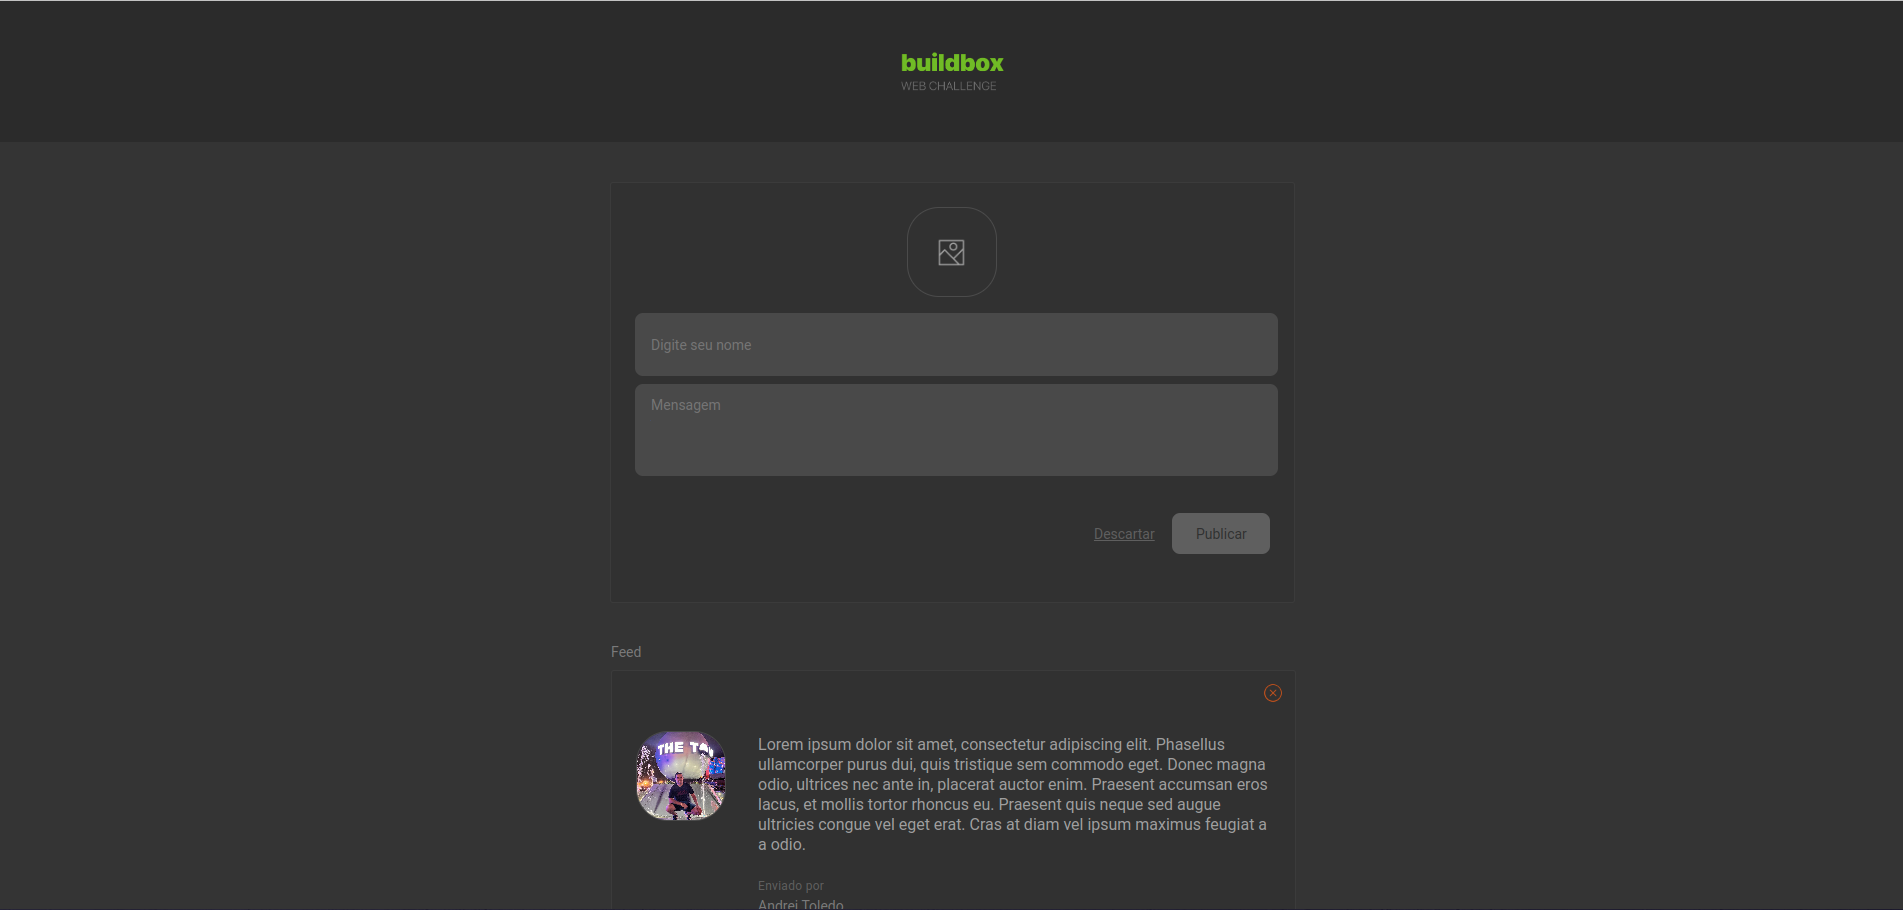 buildbox
WEB CHALLENGE
Digite seu nome
Mensagem
Descartar
Publicar
Feed
THE
Lorem ipsum dolor sit amet, consectetur adipiscing elit. Phasellus
ullamcorper purus dui, quis tristique sem commodo eget. Donec magna
odio, ultrices nec ante in, placerat auctor enim. Praesent accumsan eros
lacus, et mollis tortor rhoncus eu. Praesent quis neque sed augue
ultricies congue vel eget erat. Cras at diam vel ipsum maximus feugiat a
a odio.
Enviado por
Andrei Toledo